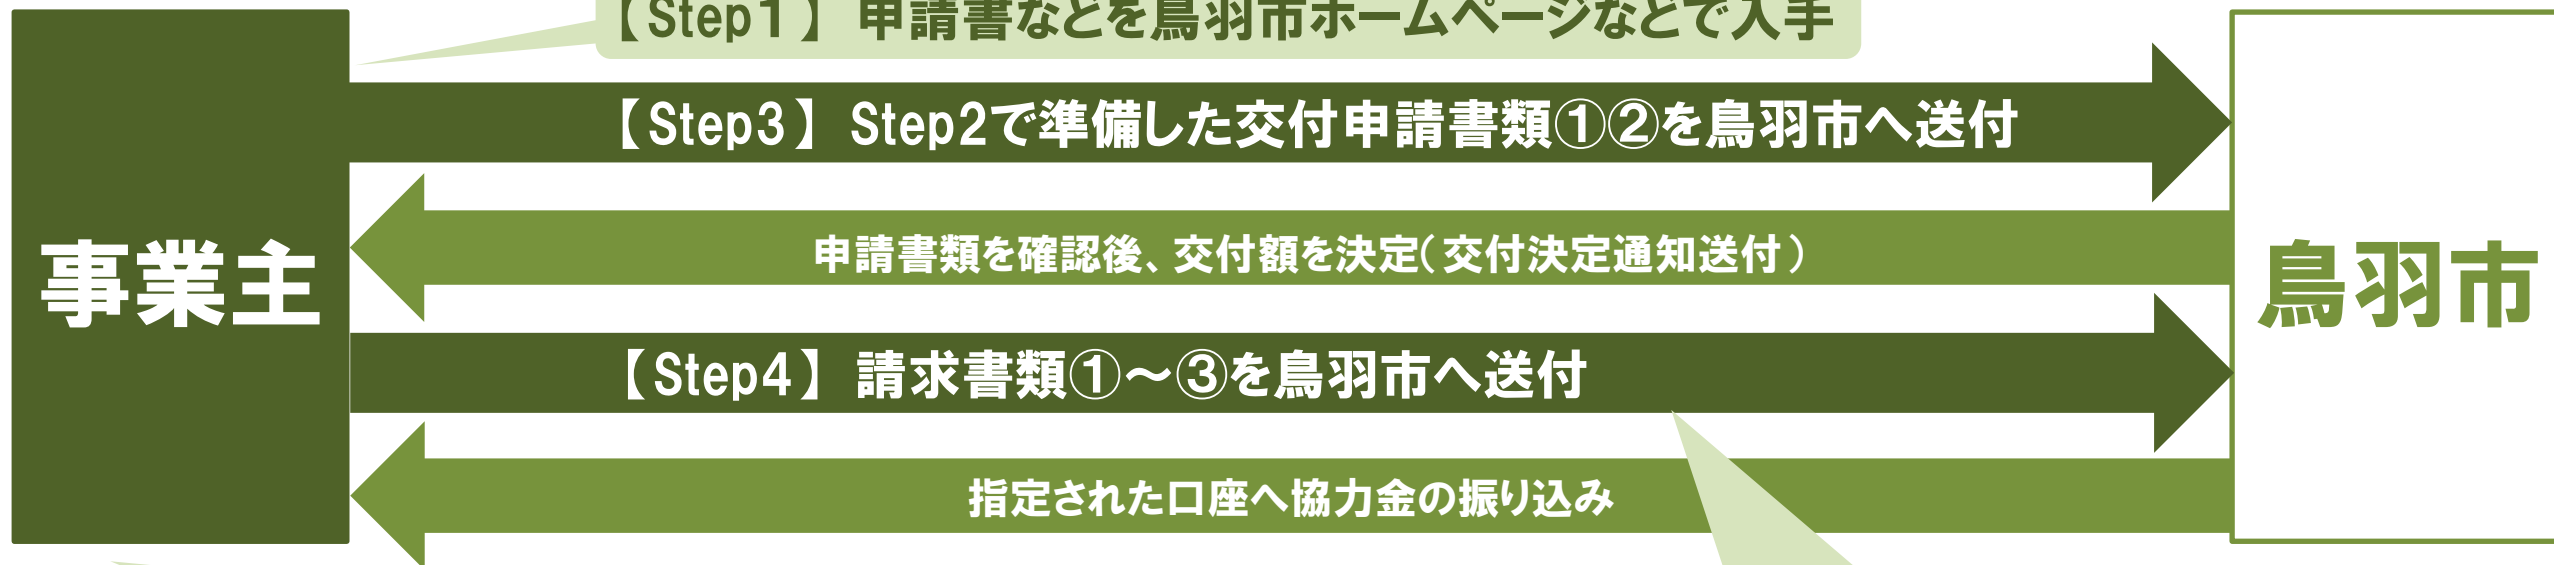 【Step1】 申請書などを鳥羽市ホームページなどで入手
【Step3】 Step2で準備した交付申請書類①②を鳥羽市へ送付
申請書類を確認後、交付額を決定(交付決定通知送付)
事業主
鳥羽市
【Step4】 請求書類①～③を鳥羽市へ送付
指定された口座へ協力金の振り込み